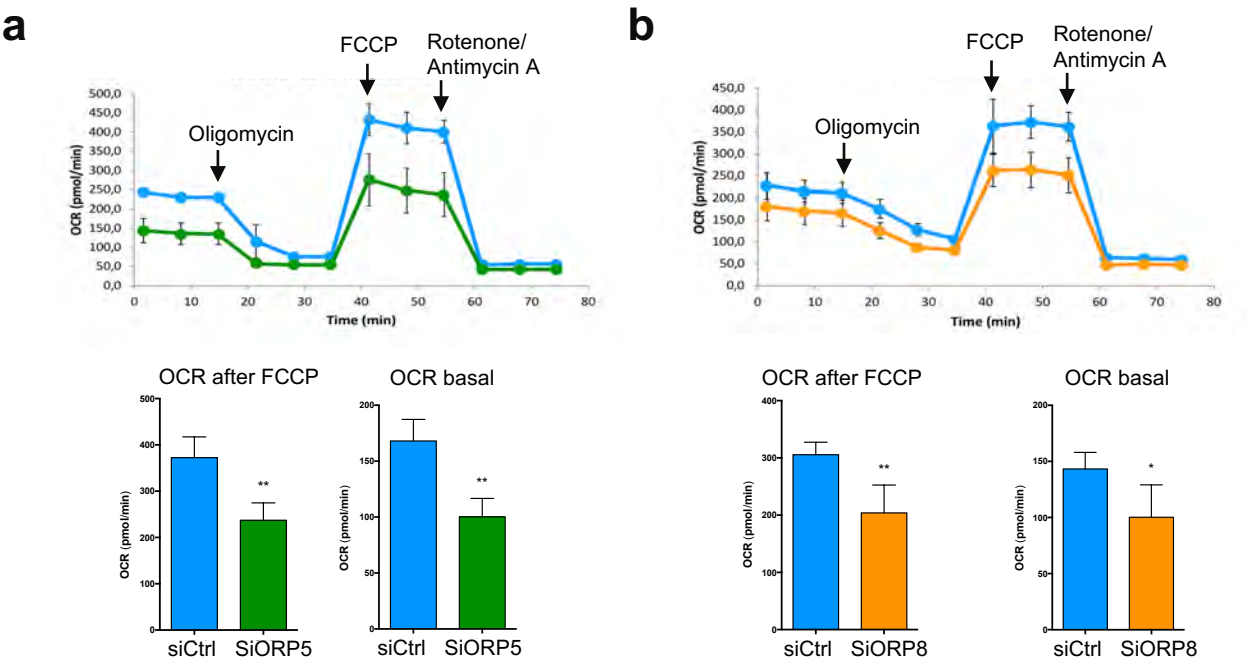 a
b
FCCP
Rotenone/
Antimycin A
Oligomycin
500,0
450,0
400,0
350,0
300,0
250,0
200,0
150,0
100,0
50,0
0,0
OCR (pmol/min)
0 10 20 30 40 50 60 70 80
Time (min)
FCCP
Rotenone/
Antimycin A
Oligomycin
450,0
400,0
350,0
300,0
250,0
200,0
150,0
100,0
50,0
0,0
OCR (pmol/min)
0 10 20 30 40 50 60 70 80
Time (min)
OCR after FCCP
500
400
300
200
100
0
OCR (pmol/min)
**
siCtrl SiORP5
OCR basal
200
150
100
50
0
OCR (pmol/min)
**
siCtrl SiORP5
OCR after FCCP
400
300
200
100
0
OCR (pmol/min)
**
siCtrl SiORP8
OCR basal
200
150
100
50
0
OCR (pmol/min)
*
siCtrl SiORP8